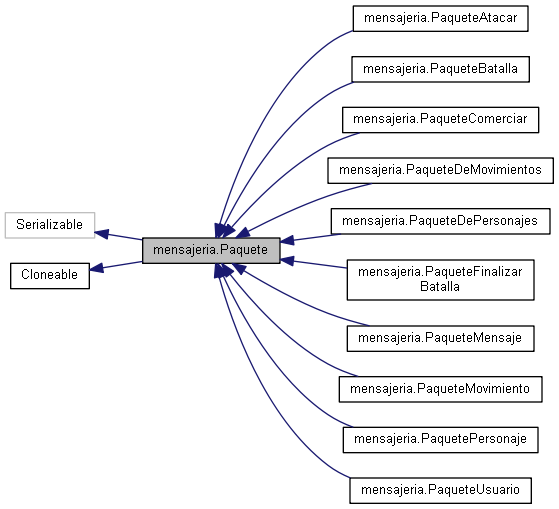 mensajeria.PaqueteAtacar
mensajeria.PaqueteBatalla
mensajeria.PaqueteComerciar
mensajeria.PaqueteDeMovimientos
Serializable
mensajeria.PaqueteDePersonajes
mensajeria.Paquete
Cloneable
mensajeria.PaqueteFinalizar
Batalla
mensajeria.PaqueteMensaje
mensajeria.PaqueteMovimiento
mensajeria.PaquetePersonaje
mensajeria.PaqueteUsuario